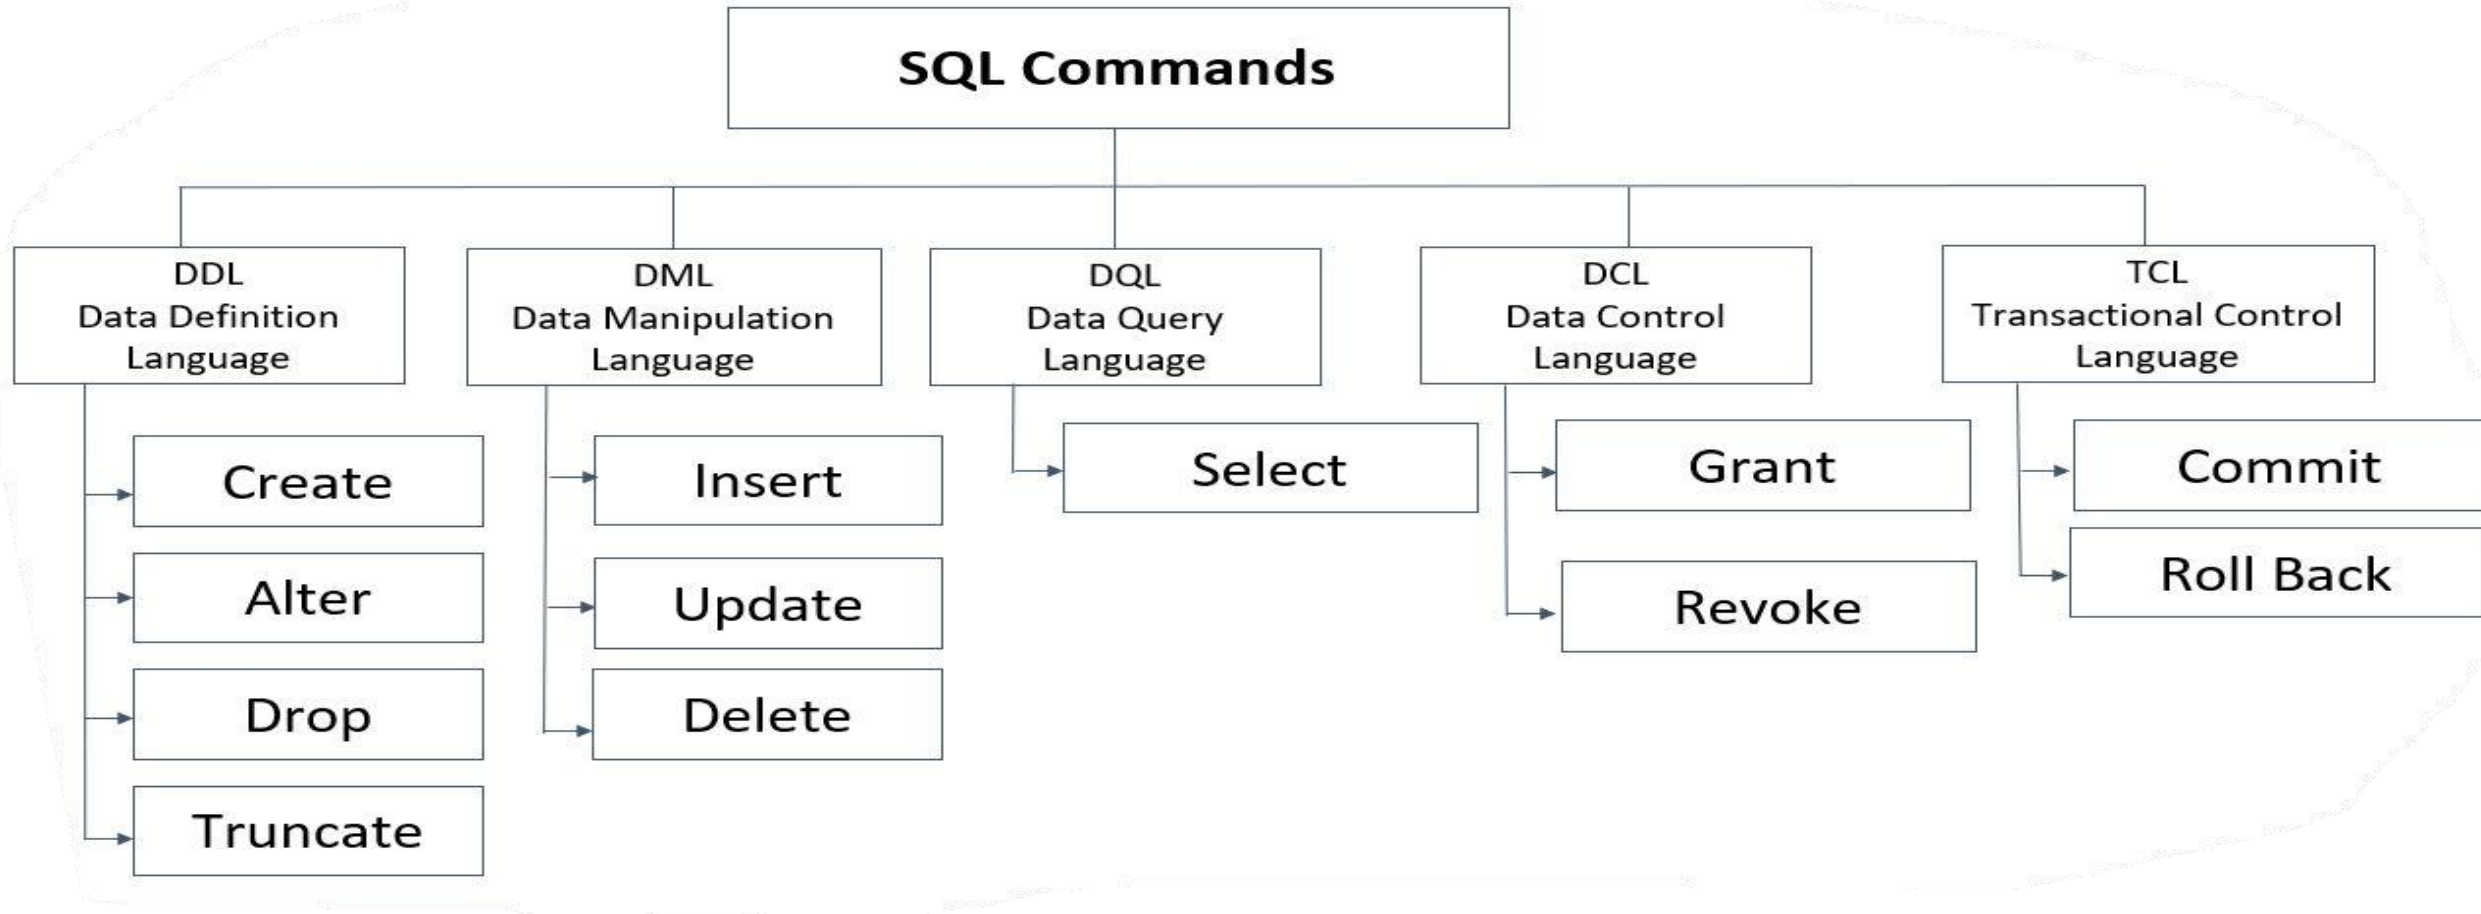 SQL Commands
DDL
Data Definition
Language
DML
Data Manipulation
Language
DQL
Data Query
Language
DCL
Data Control
Language
TCL
Transactional Control
Language
Create
Alter
Drop
Truncate
Insert
Update
Delete
Select
Grant
Revoke
Commit
Roll Back